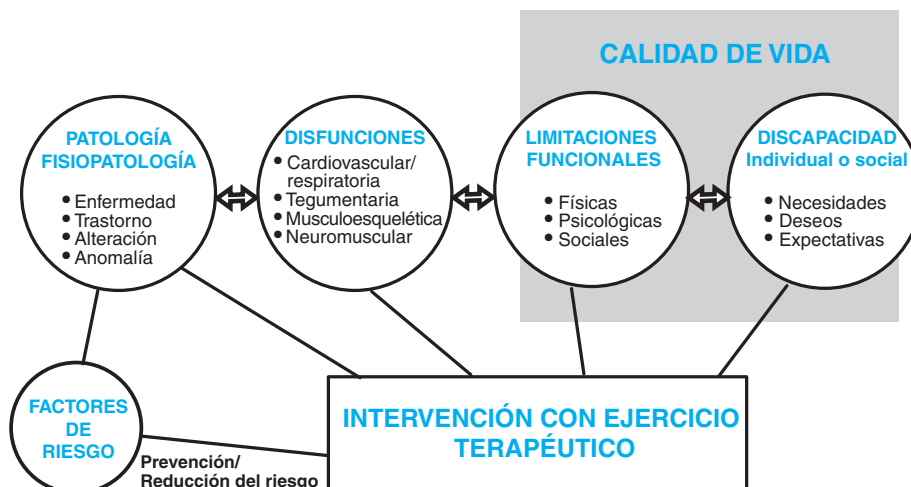 CALIDAD DE VIDA
PATOLOGÍA
FISIOPATOLOGÍA
• Enfermedad
• Trastorno
• Alteración
• Anomalía
DISFUNCIONES
• Cardiovascular/
respiratoria
• Tegumentaria
• Musculoesquelética
• Neuromuscular
LIMITACIONES
FUNCIONALES
• Físicas
• Psicológicas
• Sociales
DISCAPACIDAD
Individual o social
• Necesidades
• Deseos
• Expectativas
FACTORES
DE
RIESGO
Prevención/
Reducción del riesgo
INTERVENCIÓN CON EJERCICIO
TERAPÉUTICO